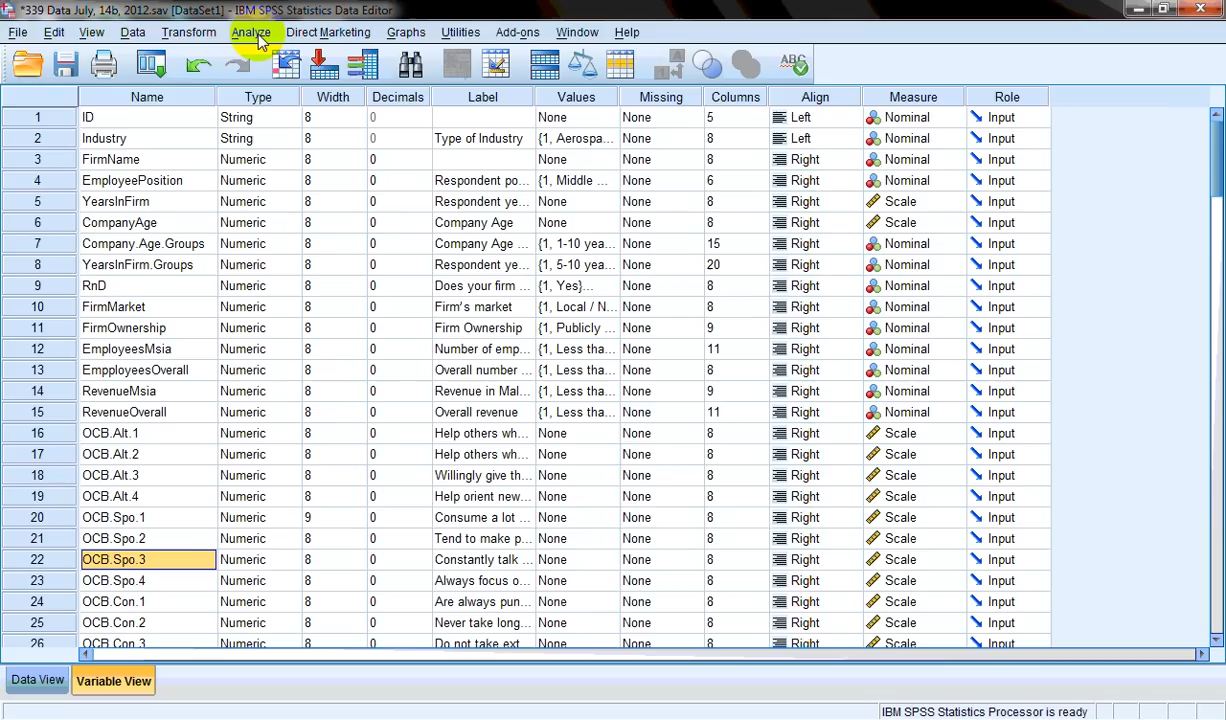 *339 Data July, 14b, 2012.sav [DataSet1] - IBM SPSS Statistics Data Editor
File Edit View Data Transform Analyze Direct Marketing Graphs Utilities Add-ons Window Help
ABC
Name Type Width Decimals Label Values Missing Columns Align Measure Role
1 ID String 8 0 None None 5 Left Nominal Input
2 Industry String 8 0 Type of Industry {1, Aerospa... None 8 Left Nominal Input
3 FirmName Numeric 8 0 None None 8 Right Nominal Input
4 EmployeePosition Numeric 8 0 Respondent po... {1, Middle ... None 6 Right Nominal Input
5 YearsInFirm Numeric 8 0 Respondent ye... None None 8 Right Scale Input
6 CompanyAge Numeric 8 0 Company Age None None 8 Right Scale Input
7 Company.Age.Groups Numeric 8 0 Company Age ... {1, 1-10 yea... None 15 Right Nominal Input
8 YearsInFirm.Groups Numeric 8 0 Respondent ye... {1, 5-10 yea... None 20 Right Nominal Input
9 RnD Numeric 8 0 Does your firm ... {1, Yes}... None 8 Right Nominal Input
10 FirmMarket Numeric 8 0 Firm's market {1, Local / N... None 8 Right Nominal Input
11 FirmOwnership Numeric 8 0 Firm Ownership {1, Publicly ... None 9 Right Nominal Input
12 EmployeesMsia Numeric 8 0 Number of emp... {1, Less tha... None 11 Right Nominal Input
13 EmpployeesOverall Numeric 8 0 Overall number ... {1, Less tha... None 8 Right Nominal Input
14 RevenueMsia Numeric 8 0 Revenue in Mal... {1, Less tha... None 9 Right Nominal Input
15 RevenueOverall Numeric 8 0 Overall revenue {1, Less tha... None 11 Right Nominal Input
16 OCB.Alt.1 Numeric 8 0 Help others wh... None None 8 Right Scale Input
17 OCB.Alt.2 Numeric 8 0 Help others wh... None None 8 Right Scale Input
18 OCB.Alt.3 Numeric 8 0 Willingly give th... None None 8 Right Scale Input
19 OCB.Alt.4 Numeric 8 0 Help orient new... None None 8 Right Scale Input
20 OCB.Spo.1 Numeric 9 0 Consume a lot ... None None 8 Right Scale Input
21 OCB.Spo.2 Numeric 8 0 Tend to make p... None None 8 Right Scale Input
22 OCB.Spo.3 Numeric 8 0 Constantly talk ... None None 8 Right Scale Input
23 OCB.Spo.4 Numeric 8 0 Always focus o... None None 8 Right Scale Input
24 OCB.Con.1 Numeric 8 0 Are always pun... None None 8 Right Scale Input
25 OCB.Con.2 Numeric 8 0 Never take long... None None 8 Right Scale Input
26 OCB.Con.3 Numeric 8 0 Do not take ext... None None 8 Right Scale Input
Data View Variable View
IBM SPSS Statistics Processor is ready